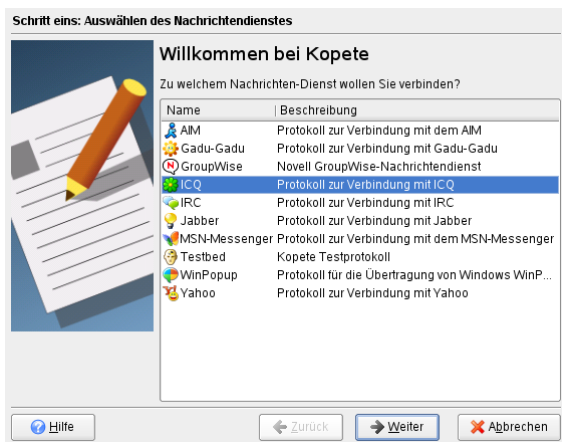 Schritt eins: Auswählen des Nachrichtendienstes
Willkommen bei Kopete
Zu welchem Nachrichten-Dienst wollen Sie verbinden?
Name Beschreibung
AIM Protokoll zur Verbindung mit dem AIM
Gadu-Gadu Protokoll zur Verbindung mit Gadu-Gadu
GroupWise Novell GroupWise-Nachrichtendienst
ICQ Protokoll zur Verbindung mit ICQ
IRC Protokoll zur Verbindung mit IRC
Jabber Protokoll zur Verbindung mit Jabber
MSN-Messenger Protokoll zur Verbindung mit dem MSN-Messenger
Testbed Kopete Testprotokoll
WinPopup Protokoll für die Übertragung von Windows WinP...
Yahoo Protokoll zur Verbindung mit Yahoo
Hilfe Zurück Weiter Abbrechen